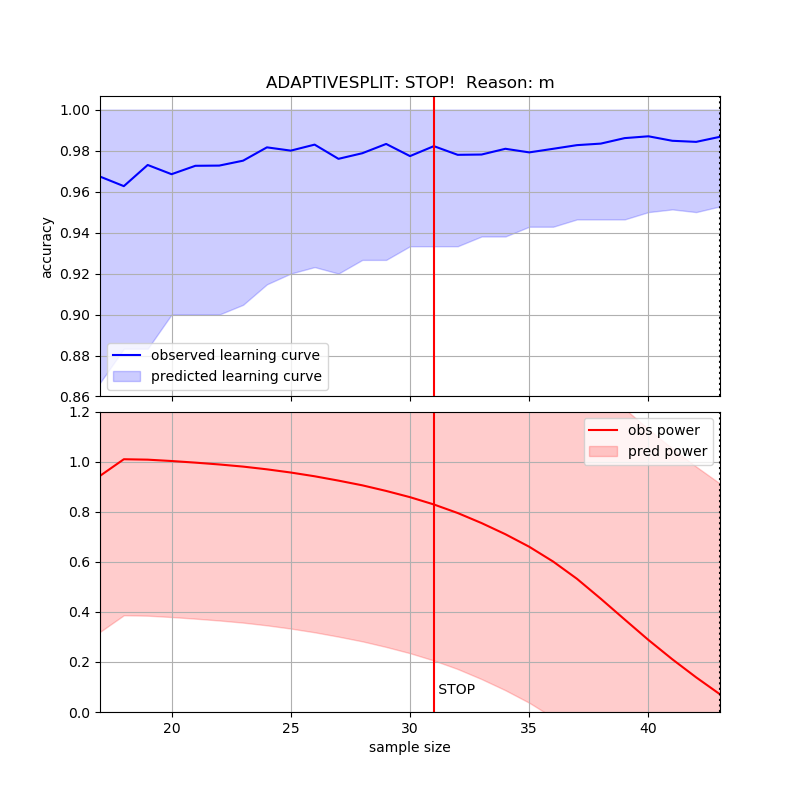 ADAPTIVESPLIT: STOP!  Reason: m
1.00
0.98
0.96
0.94
0.92
0.90
0.88
0.86
accuracy
observed learning curve
predicted learning curve
1.2
1.0
0.8
0.6
0.4
0.2
0.0
obs power
pred power
STOP
20 25 30 35 40
sample size